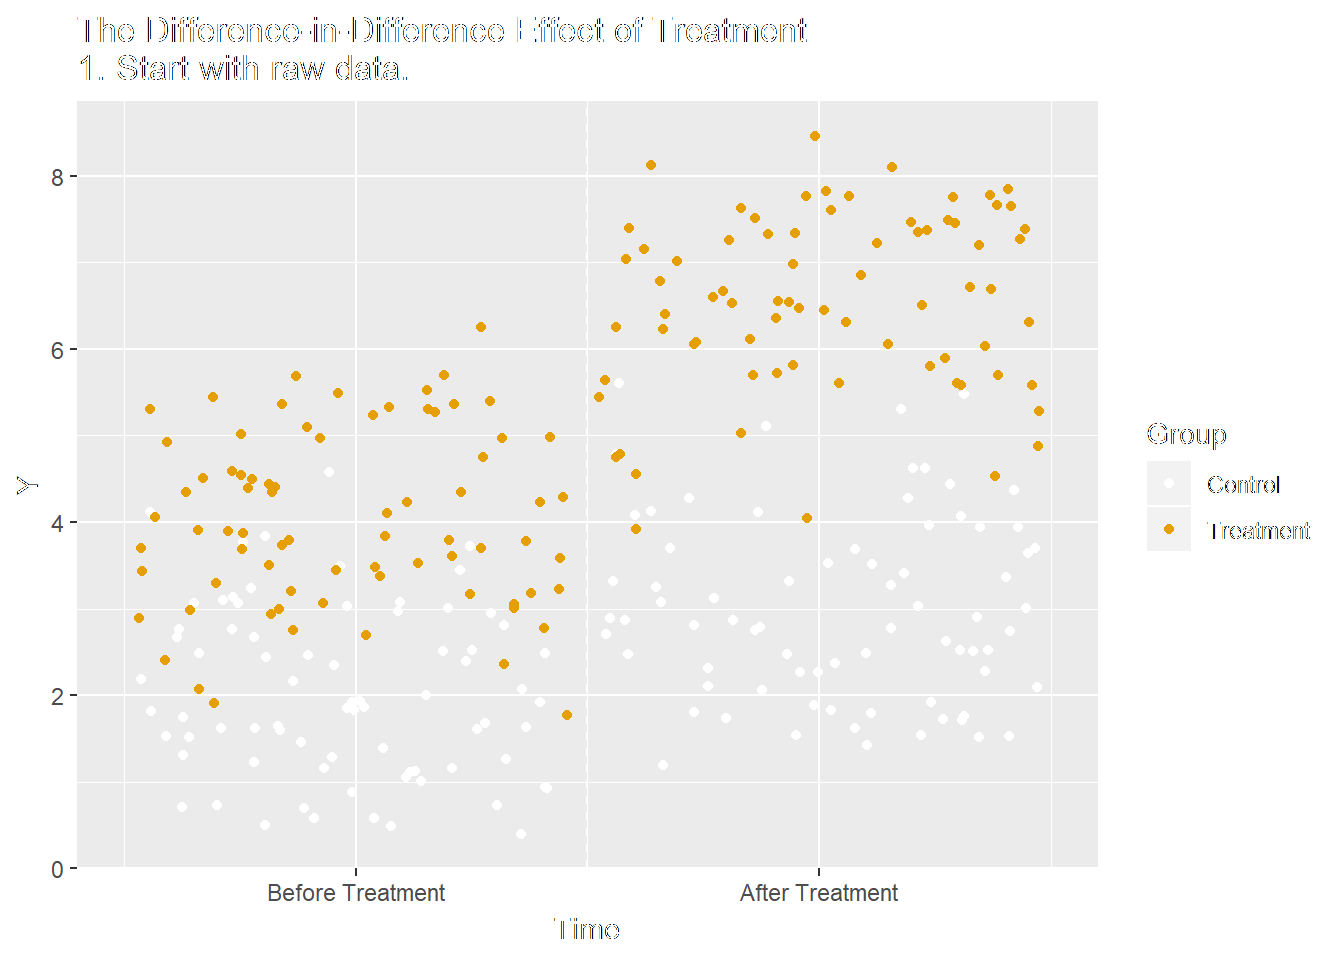 The Difference-in-Difference Effect of Treatment
1. Start with raw data.
8
6
4
2
0
Y
Before Treatment
After Treatment
Time
Group
Control
Treatment